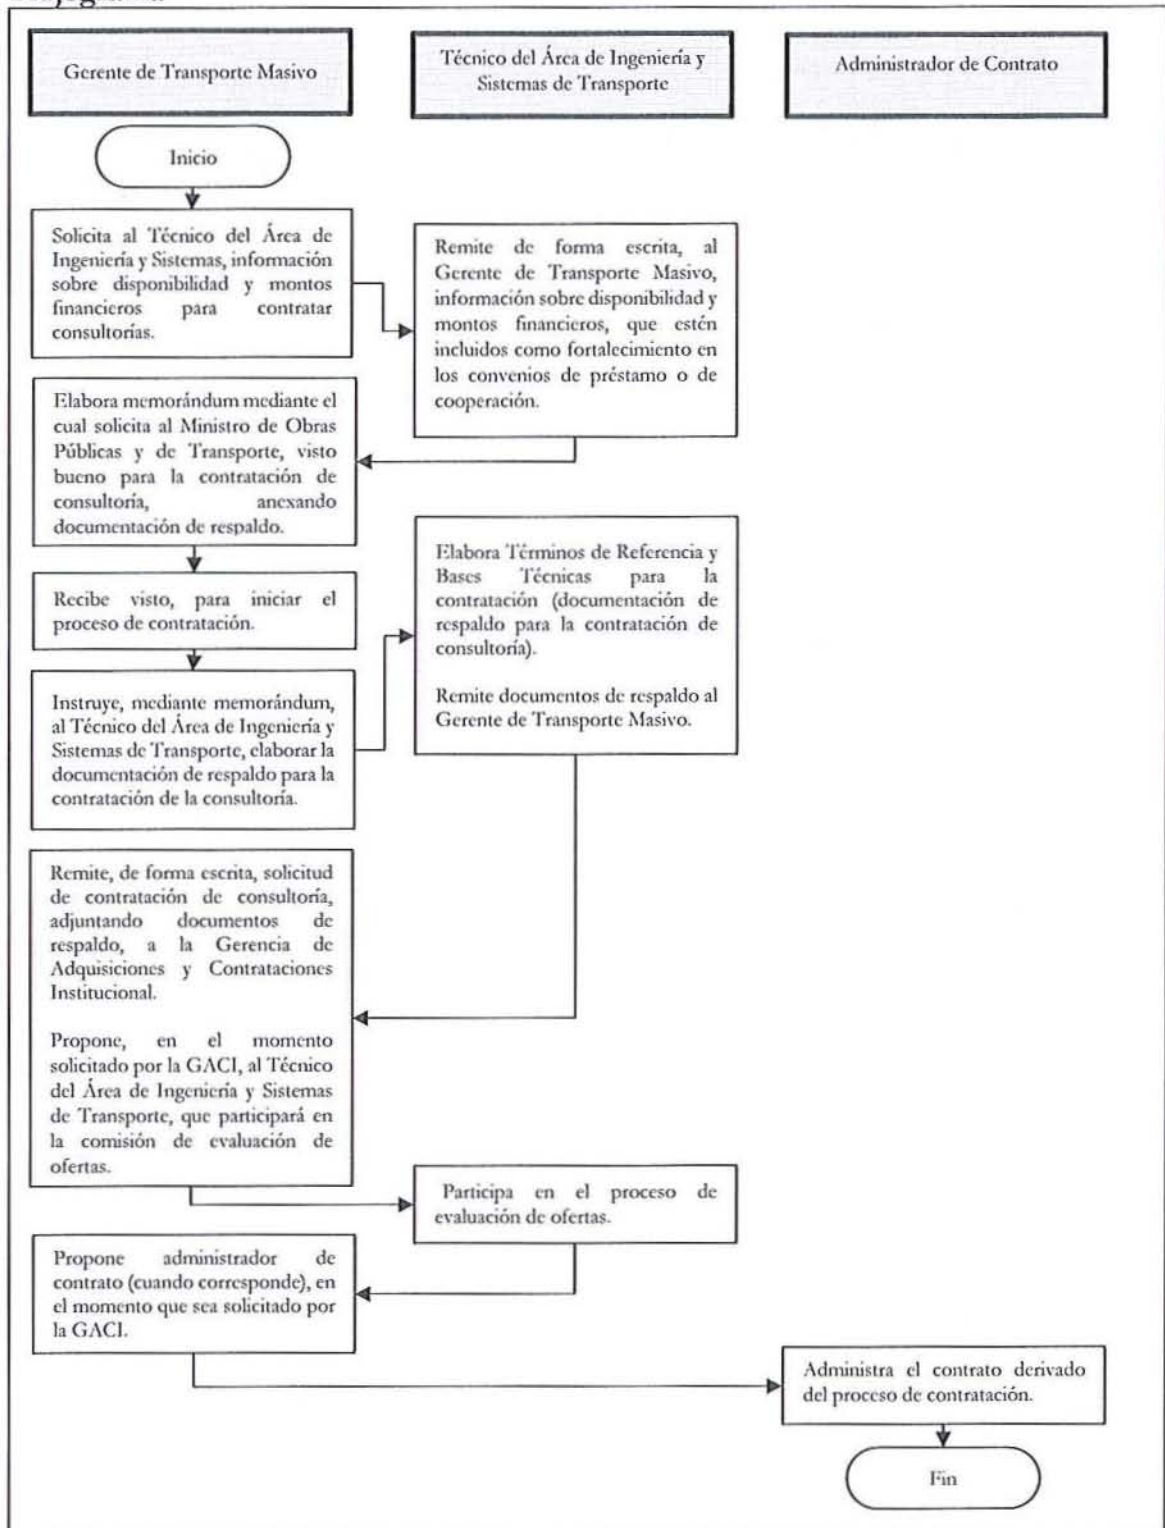 Gerente de Transporte Masivo
Técnico del Área de Ingeniería y
Sistemas de Transporte
Administrador de Contrato
Inicio
Solicita al Técnico del Área de
Ingeniería y Sistemas, información
sobre disponibilidad y montos
financieros para contratar
consultorías.
Remite de forma escrita, al
Gerente de Transporte Masivo,
información sobre disponibilidad y
montos financieros, que estén
incluidos como fortalecimiento en
los convenios de préstamo o de
cooperación.
Elabora memorándum mediante el
cual solicita al Ministro de Obras
Públicas y de Transporte, visto
bueno para la contratación de
consultoría, anexando
documentación de respaldo.
Recibe visto, para iniciar el
proceso de contratación.
Instruye, mediante memorándum,
al Técnico del Área de Ingeniería y
Sistemas de Transporte, elaborar la
documentación de respaldo para la
contratación de la consultoría.
Elabora Términos de Referencia y
Bases Técnicas para la
contratación (documentación de
respaldo para la contratación de
consultoría).
Remite documentos de respaldo al
Gerente de Transporte Masivo.
Remite, de forma escrita, solicitud
de contratación de consultoría,
adjuntando documentos de
respaldo, a la Gerencia de
Adquisiciones y Contrataciones
Institucional.
Propone, en el momento
solicitado por la GACI, al Técnico
del Área de Ingeniería y Sistemas
de Transporte, que participará en
la comisión de evaluación de
ofertas.
Participa en el proceso de
evaluación de ofertas.
Propone administrador de
contrato (cuando corresponde), en
el momento que sea solicitado por
la GACI.
Administra el contrato derivado
del proceso de contratación.
Fin